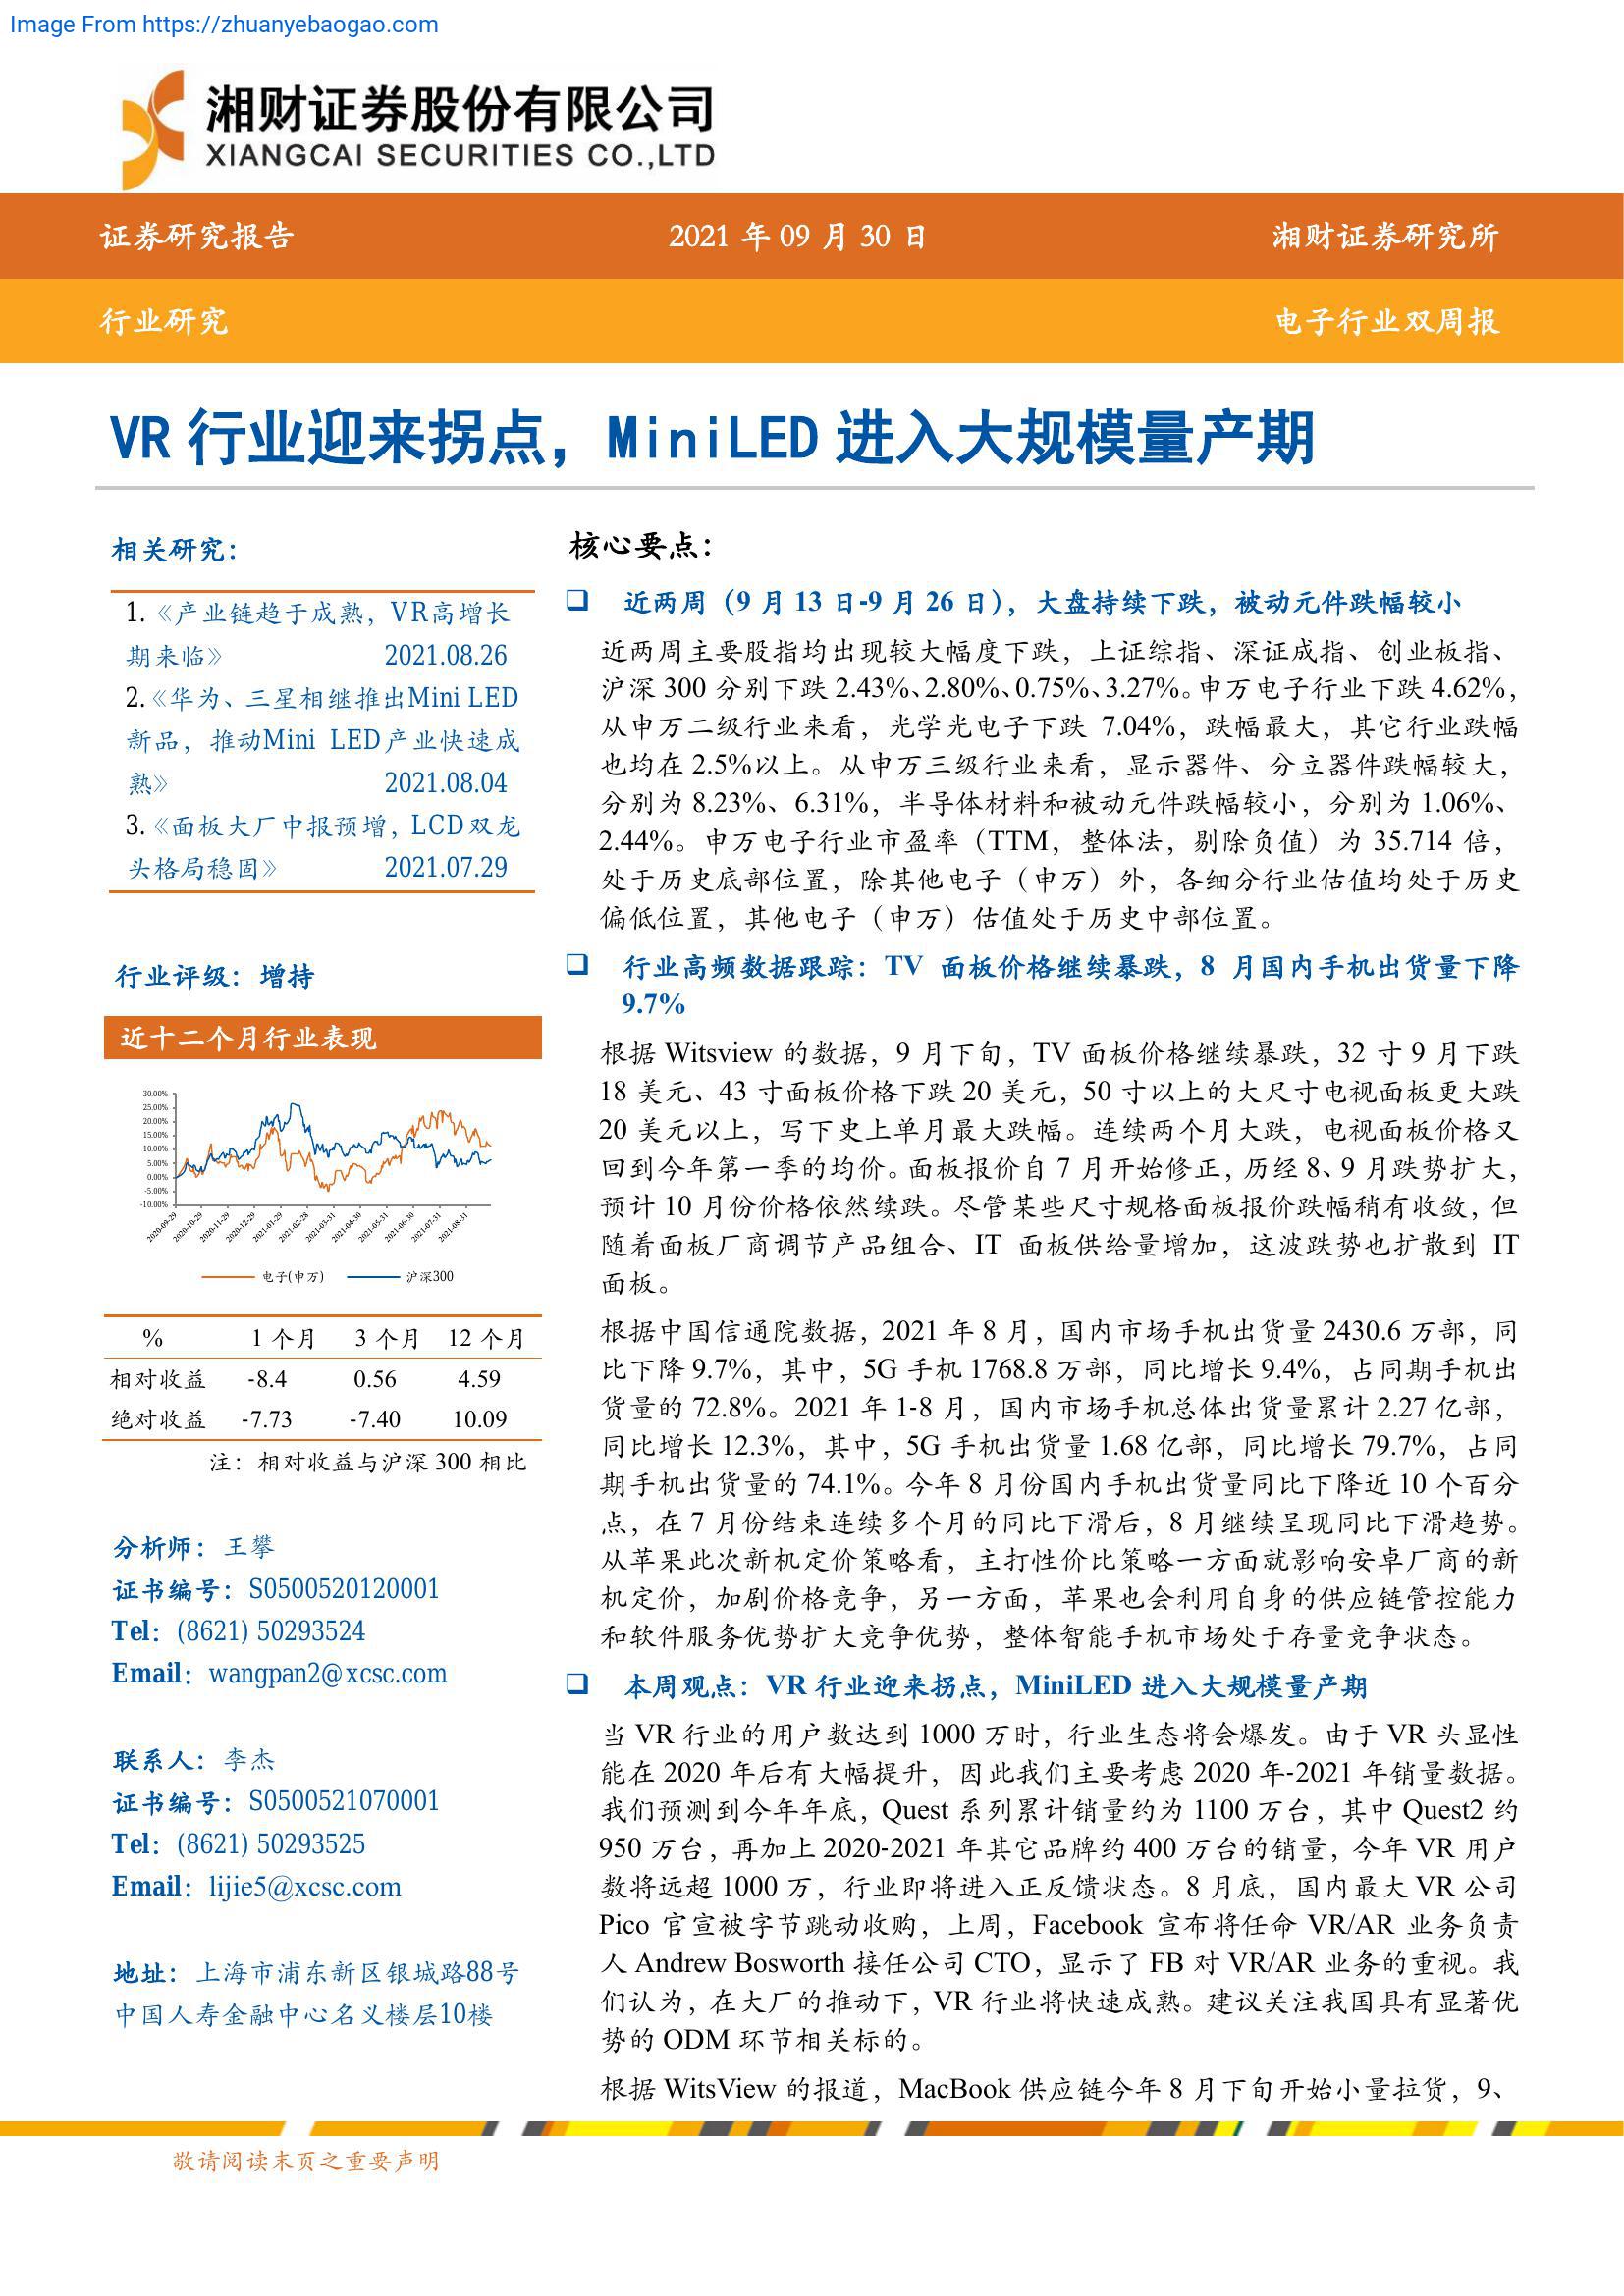 Image From https://zhuanyebaogao.com
湘财证券股份有限公司
XIANGCAI SECURITIES CO.,LTD
证券研究报告 2021 年 09 月 30 日 湘财证券研究所
行业研究 电子行业双周报
VR 行业迎来拐点，MiniLED 进入大规模量产期
相关研究：
1.《产业链趋于成熟，VR高增长
期来临》 2021.08.26
2.《华为、三星相继推出Mini LED
新品，推动Mini LED产业快速成
熟》 2021.08.04
3.《面板大厂中报预增，LCD双龙
头格局稳固》 2021.07.29
行业评级：增持
近十二个月行业表现
30.00%
25.00%
20.00%
15.00%
10.00%
5.00%
0.00%
-5.00%
-10.00%
2020-09-29
2020-10-29
2020-11-29
2020-12-29
2021-01-29
2021-02-28
2021-03-31
2021-04-30
2021-05-31
2021-06-30
2021-07-31
2021-08-31
电子(申万) 沪深300
% 1 个月 3 个月 12 个月
相对收益 -8.4 0.56 4.59
绝对收益 -7.73 -7.40 10.09
注：相对收益与沪深 300 相比
分析师：王攀
证书编号：S0500520120001
Tel：(8621) 50293524
Email：wangpan2@xcsc.com
联系人：李杰
证书编号：S0500521070001
Tel：(8621) 50293525
Email：lijie5@xcsc.com
地址：上海市浦东新区银城路88号
中国人寿金融中心名义楼层10楼
核心要点：
❑ 近两周（9 月 13 日-9 月 26 日），大盘持续下跌，被动元件跌幅较小
近两周主要股指均出现较大幅度下跌，上证综指、深证成指、创业板指、
沪深 300 分别下跌 2.43%、2.80%、0.75%、3.27%。申万电子行业下跌 4.62%，
从申万二级行业来看，光学光电子下跌 7.04%，跌幅最大，其它行业跌幅
也均在 2.5%以上。从申万三级行业来看，显示器件、分立器件跌幅较大，
分别为 8.23%、6.31%，半导体材料和被动元件跌幅较小，分别为 1.06%、
2.44%。申万电子行业市盈率（TTM，整体法，剔除负值）为 35.714 倍，
处于历史底部位置，除其他电子（申万）外，各细分行业估值均处于历史
偏低位置，其他电子（申万）估值处于历史中部位置。
❑ 行业高频数据跟踪：TV 面板价格继续暴跌，8 月国内手机出货量下降
9.7%
根据 Witsview 的数据，9 月下旬，TV 面板价格继续暴跌，32 寸 9 月下跌
18 美元、43 寸面板价格下跌 20 美元，50 寸以上的大尺寸电视面板更大跌
20 美元以上，写下史上单月最大跌幅。连续两个月大跌，电视面板价格又
回到今年第一季的均价。面板报价自 7 月开始修正，历经 8、9 月跌势扩大，
预计 10 月份价格依然续跌。尽管某些尺寸规格面板报价跌幅稍有收敛，但
随着面板厂商调节产品组合、IT 面板供给量增加，这波跌势也扩散到 IT
面板。
根据中国信通院数据，2021 年 8 月，国内市场手机出货量 2430.6 万部，同
比下降 9.7%，其中，5G 手机 1768.8 万部，同比增长 9.4%，占同期手机出
货量的 72.8%。2021 年 1-8 月，国内市场手机总体出货量累计 2.27 亿部，
同比增长 12.3%，其中，5G 手机出货量 1.68 亿部，同比增长 79.7%，占同
期手机出货量的 74.1%。今年 8 月份国内手机出货量同比下降近 10 个百分
点，在 7 月份结束连续多个月的同比下滑后，8 月继续呈现同比下滑趋势。
从苹果此次新机定价策略看，主打性价比策略一方面就影响安卓厂商的新
机定价，加剧价格竞争，另一方面，苹果也会利用自身的供应链管控能力
和软件服务优势扩大竞争优势，整体智能手机市场处于存量竞争状态。
❑ 本周观点：VR 行业迎来拐点，MiniLED 进入大规模量产期
当 VR 行业的用户数达到 1000 万时，行业生态将会爆发。由于 VR 头显性
能在 2020 年后有大幅提升，因此我们主要考虑 2020 年-2021 年销量数据。
我们预测到今年年底，Quest 系列累计销量约为 1100 万台，其中 Quest2 约
950 万台，再加上 2020-2021 年其它品牌约 400 万台的销量，今年 VR 用户
数将远超 1000 万，行业即将进入正反馈状态。8 月底，国内最大 VR 公司
Pico 官宣被字节跳动收购，上周，Facebook 宣布将任命 VR/AR 业务负责
人 Andrew Bosworth 接任公司 CTO，显示了 FB 对 VR/AR 业务的重视。我
们认为，在大厂的推动下，VR 行业将快速成熟。建议关注我国具有显著优
势的 ODM 环节相关标的。
根据 WitsView 的报道，MacBook 供应链今年 8 月下旬开始小量拉货，9、
敬请阅读末页之重要声明